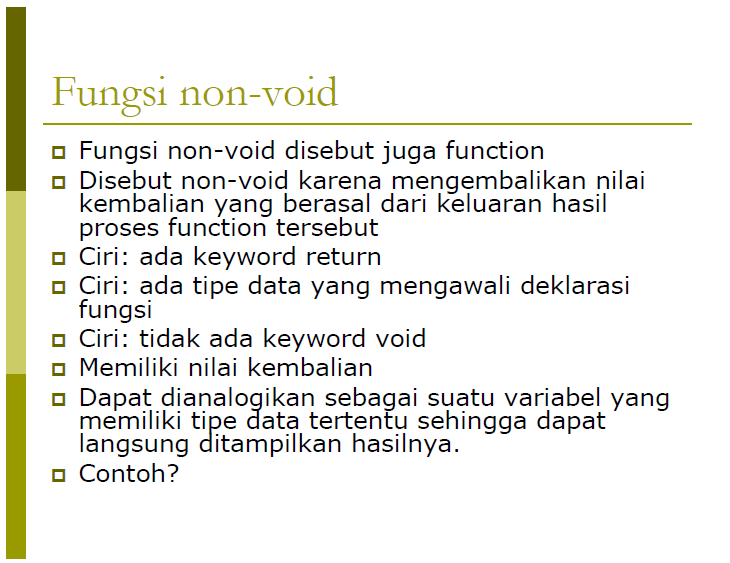 Fungsi non-void
Fungsi non-void disebut juga function
Disebut non-void karena mengembalikan nilai
kembalian yang berasal dari keluaran hasil
proses function tersebut
Ciri: ada keyword return
Ciri: ada tipe data yang mengawali deklarasi
fungsi
Ciri: tidak ada keyword void
Memiliki nilai kembalian
Dapat dianalogikan sebagai suatu variabel yang
memiliki tipe data tertentu sehingga dapat
langsung ditampilkan hasilnya.
Contoh?